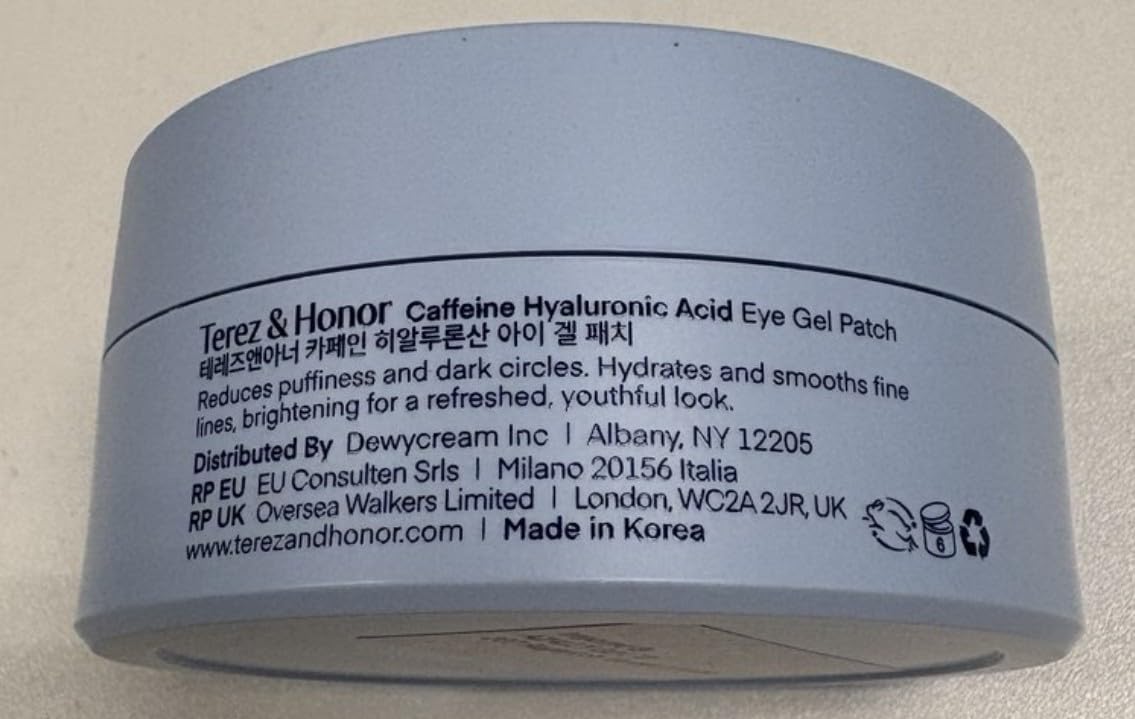 Terez & Honor Caffeine Hyaluronic Acid Eye Gel Patch
테레즈앤아너 카페인 히알루론산 아이 겔 패치
Reduces puffiness and dark circles. Hydrates and smooths fine
lines, brightening for a refreshed, youthful look.
Distributed By Dewycream Inc | Albany, NY 12205
RP EU EU Consulten Srls | Milano 20156 Italia
RP UK Oversea Walkers Limited | London, WC2A 2JR, UK
www.terezandhonor.com | Made in Korea
6